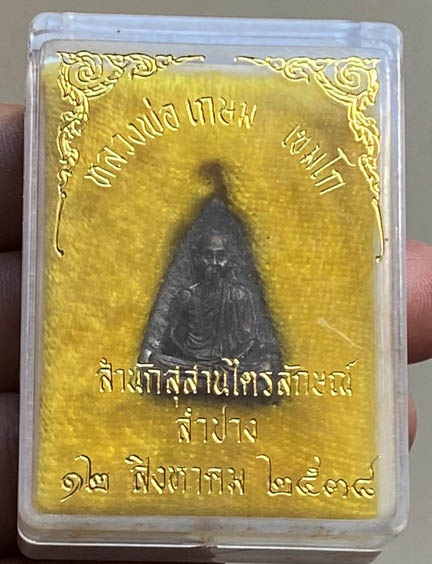 หลวงพ่อ เกษม เขมโก
สำนักสุสานไตรลักษณ์
ลำปาง
๑๒ สิงหาคม ๒๕๓๘